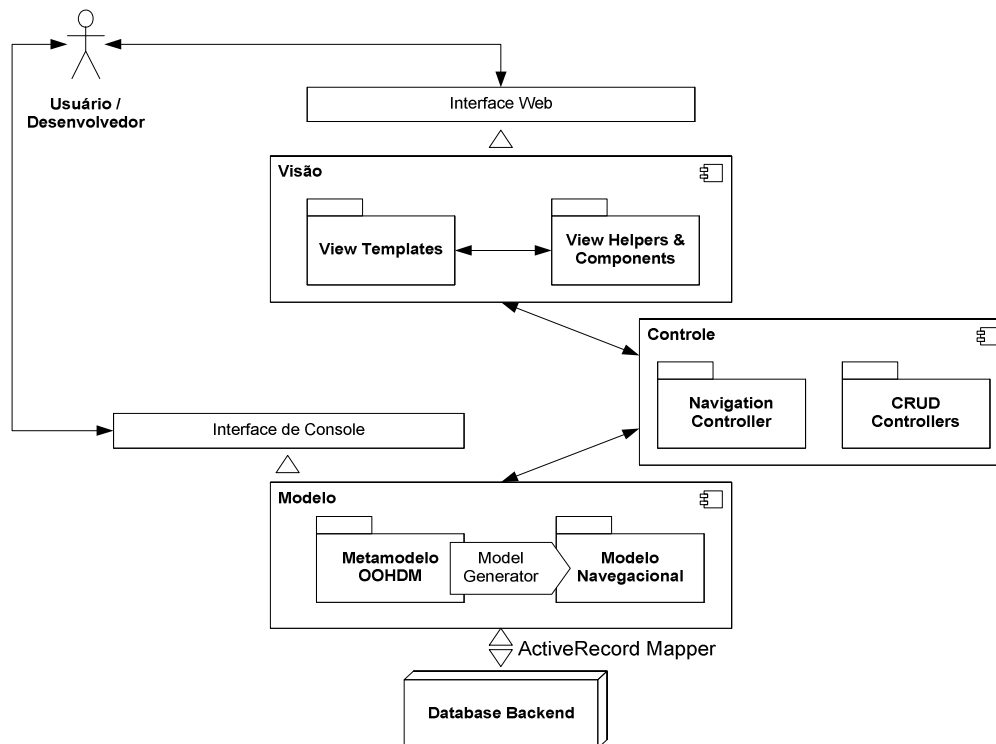 Usuário /
Desenvolvedor
Interface Web
Visão
View Templates
View Helpers &
Components
Controle
Navigation
Controller
CRUD
Controllers
Interface de Console
Modelo
Metamodelo
OOHDM
Model
Generator
Modelo
Navegacional
ActiveRecord Mapper
Database Backend